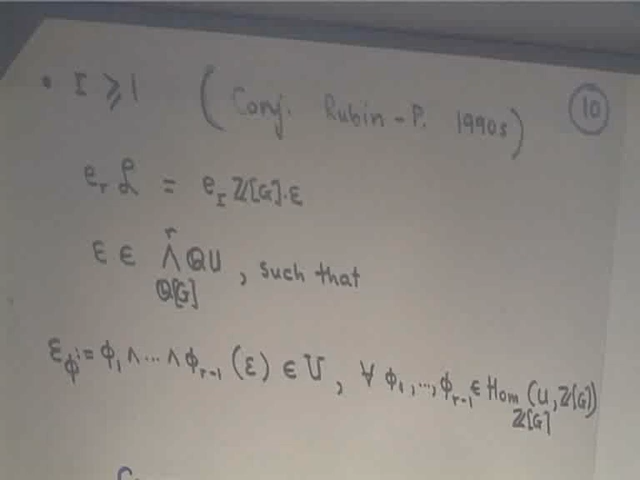 • r ≥ 1 (Conj. Rubin - P. 1990s) 10
e_r ℒ = e_r ℤ[G]·ε
ε ∈ ∧^r_{ℚ[G]} ℚU, such that
ε_ϕ := ϕ_1 ∧ ... ∧ ϕ_{r-1} (ε) ∈ U, ∀ ϕ_1, ..., ϕ_{r-1} ∈ Hom_{ℤ[G]} (U, ℤ[G])